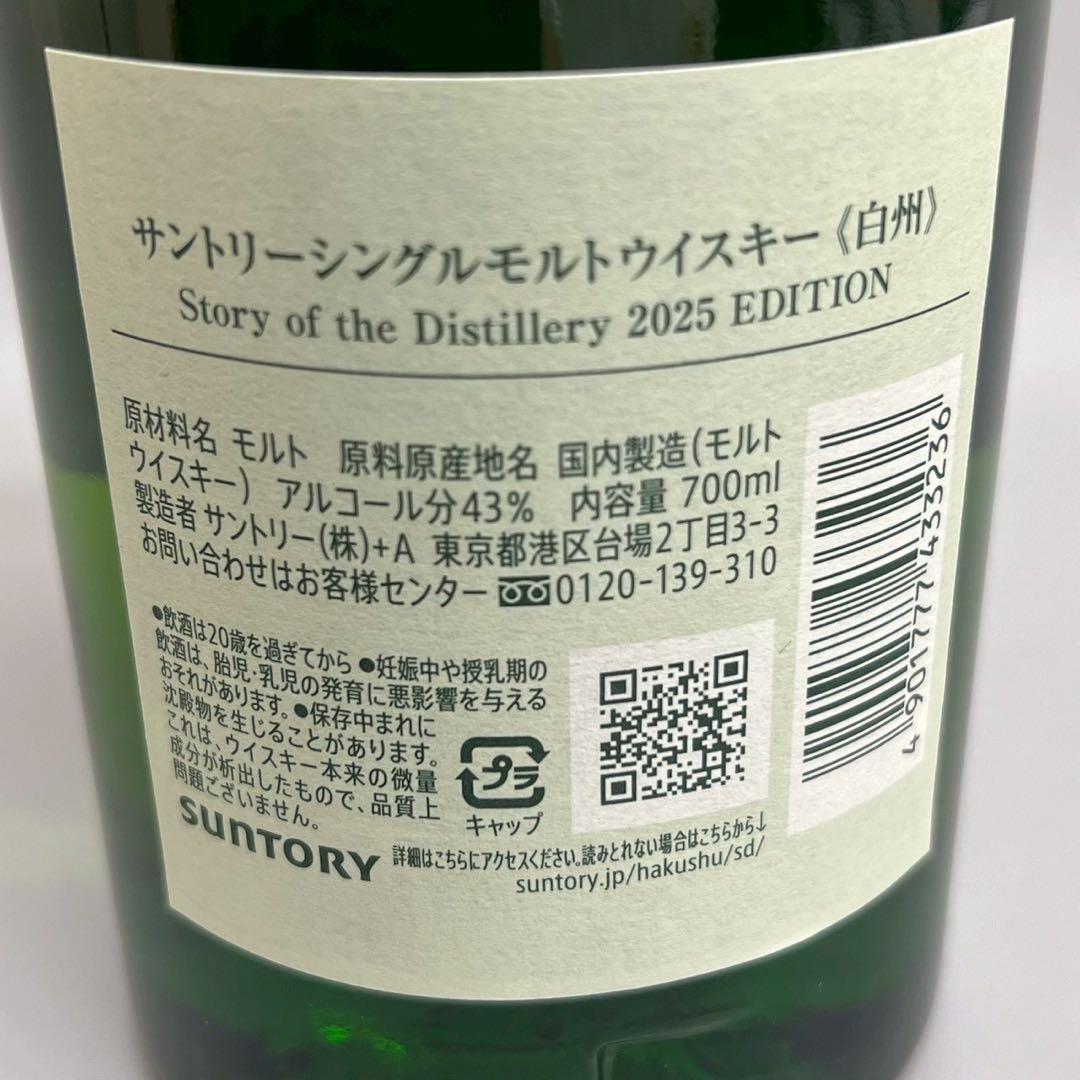 サントリーシングルモルトウイスキー《白州》
Story of the Distillery 2025 EDITION
原材料名 モルト 原料原産地名 国内製造(モルト
ウイスキー) アルコール分43% 内容量 700ml
製造者 サントリー(株)+A 東京都港区台場2丁目3-3
お問い合わせはお客様センター 0120-139-310
●飲酒は20歳を過ぎてから ●妊娠中や授乳期の
飲酒は、胎児・乳児の発育に悪影響を与える
おそれがあります。●保存中まれに
沈殿物を生じることがあります。
これは、ウイスキー本来の微量
成分が析出したもので、品質上
問題ございません。
プラ
キャップ
SUNTORY
詳細はこちらにアクセスください。読みとれない場合はこちらから↓
suntory.jp/hakushu/sd/
4 901777 433236